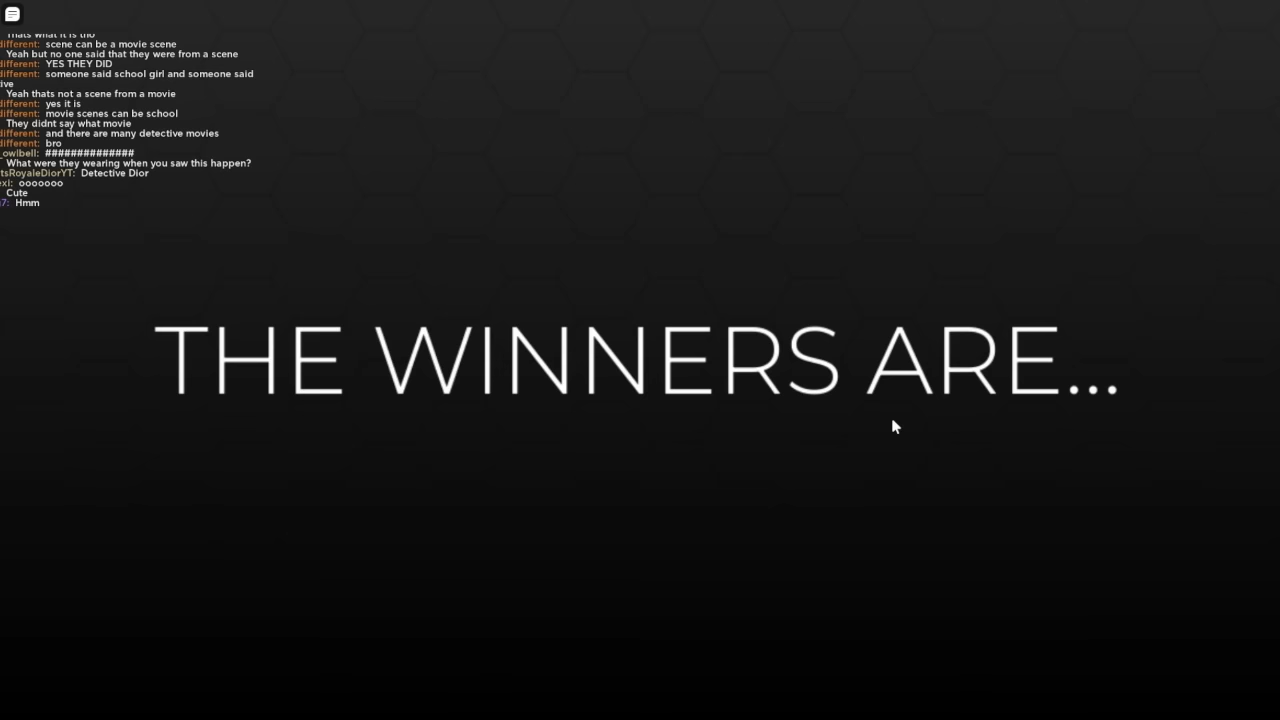 Thats what it is tho
different: scene can be a movie scene
Yeah but no one said that they were from a scene
different: YES THEY DID
different: someone said school girl and someone said
tive
Yeah thats not a scene from a movie
different: yes it is
different: movie scenes can be school
They didnt say what movie
different: and there are many detective movies
different: bro
_owlbell: ##############
What were they wearing when you saw this happen?
tsRoyaleDiorYT: Detective Dior
exi: ooooooo
Cute
7: Hmm
THE WINNERS ARE...